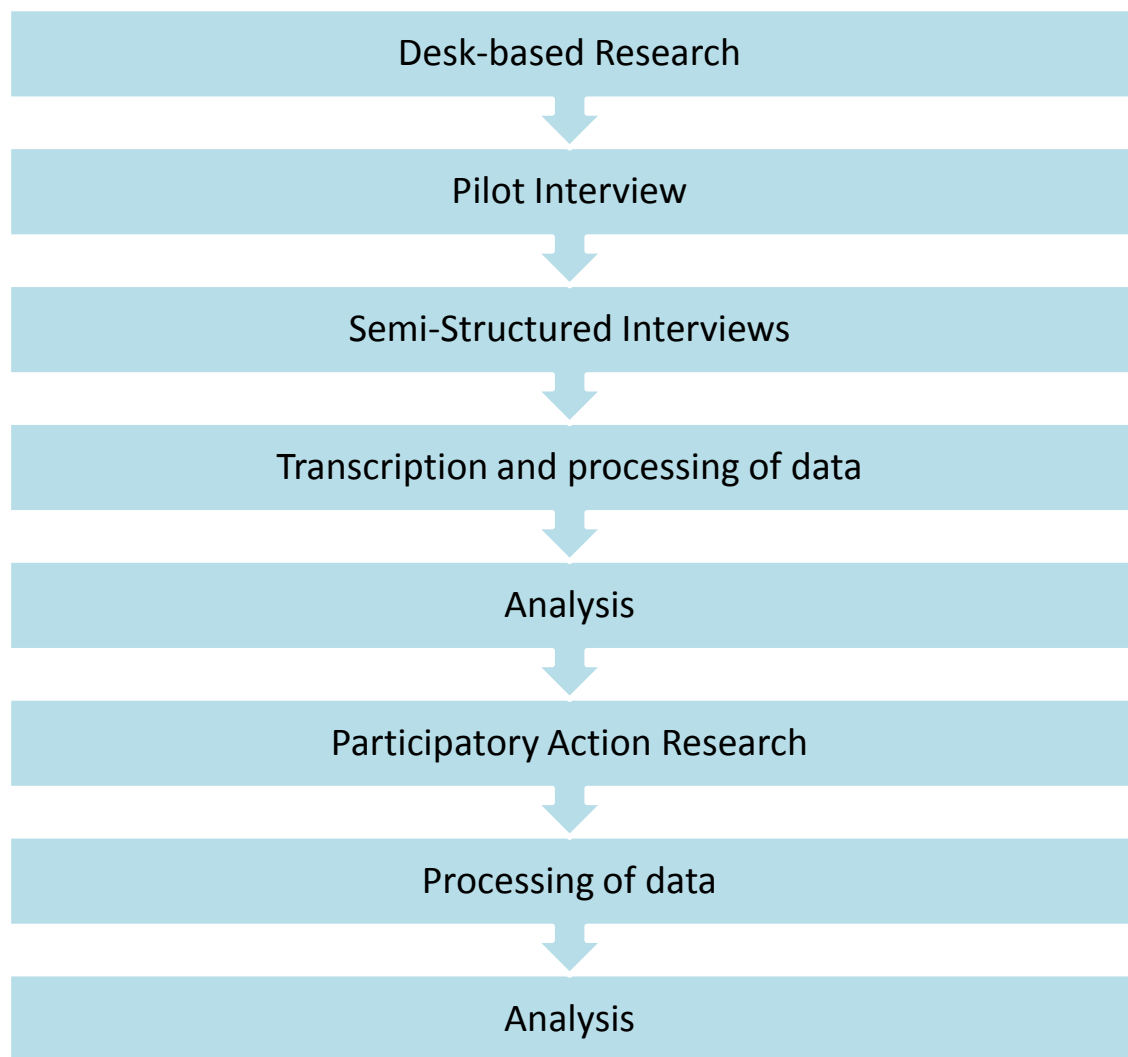 Desk-based Research
Pilot Interview
Semi-Structured Interviews
Transcription and processing of data
Analysis
Participatory Action Research
Processing of data
Analysis